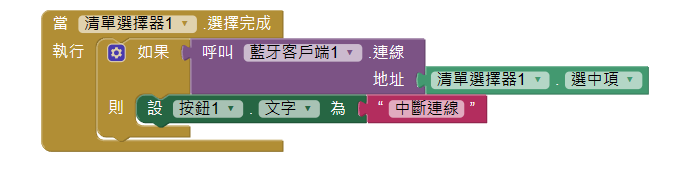 當 清單選擇器1 .選擇完成
執行 如果 呼叫 藍牙客戶端1 .連線
地址 清單選擇器1 . 選中項
則 設 按鈕1 . 文字 為 “ 中斷連線 ”